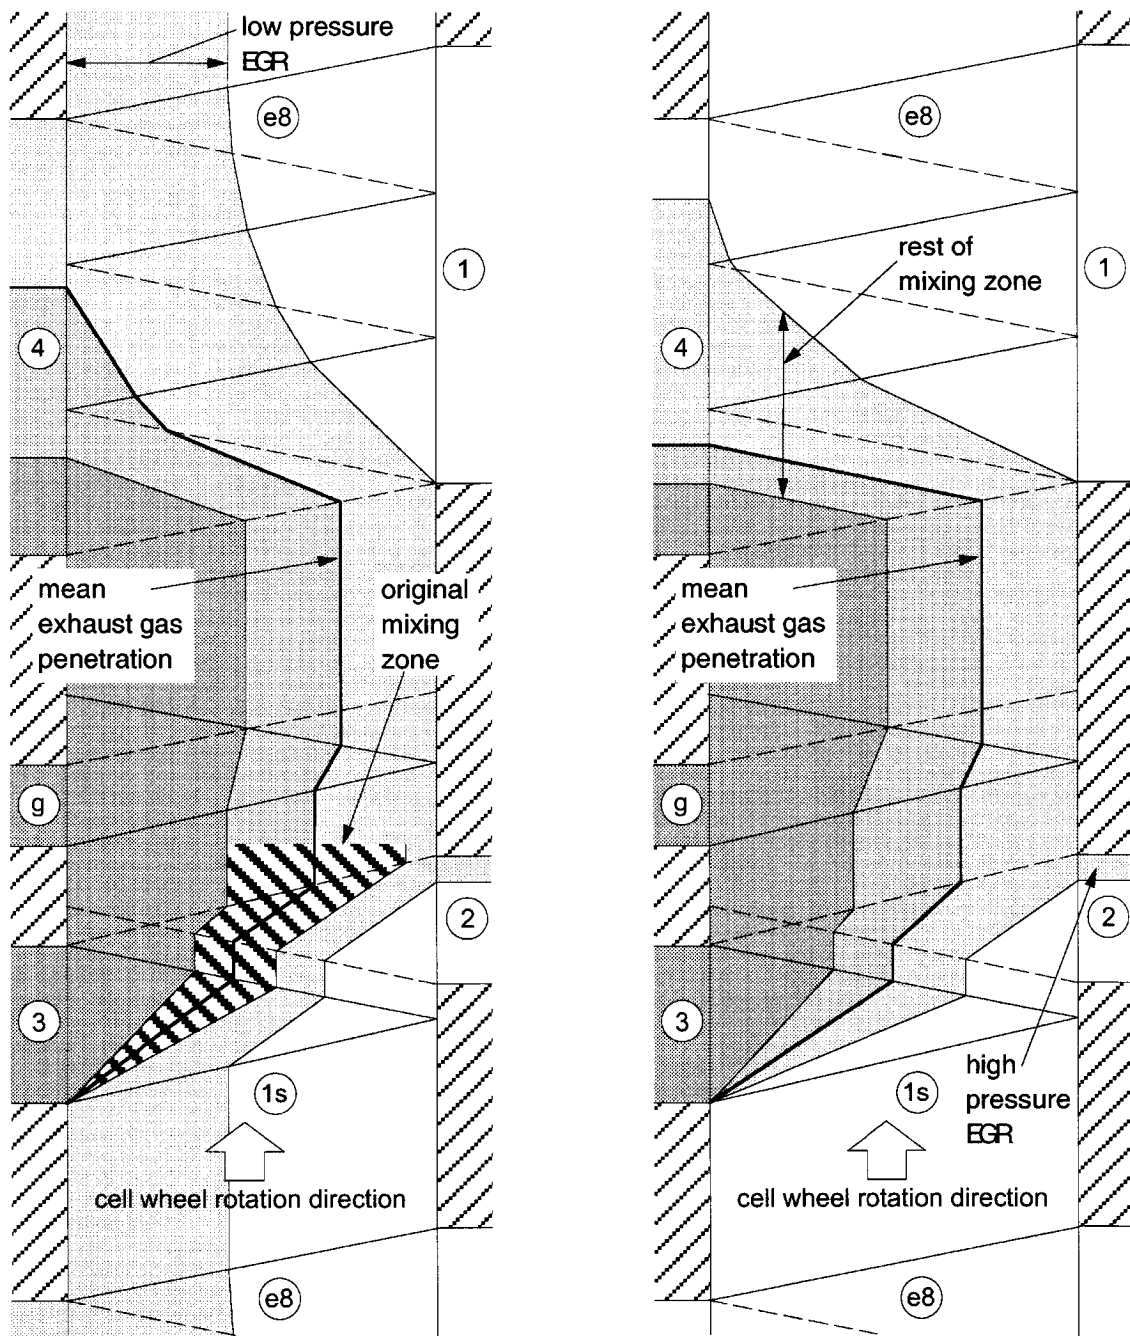 low pressure
EGR
e8
1
4
mean
exhaust gas
penetration
original
mixing
zone
g
2
3
1s
cell wheel rotation direction
e8
e8
rest of
mixing zone
1
4
mean
exhaust gas
penetration
g
2
3
1s
high
pressure
EGR
cell wheel rotation direction
e8